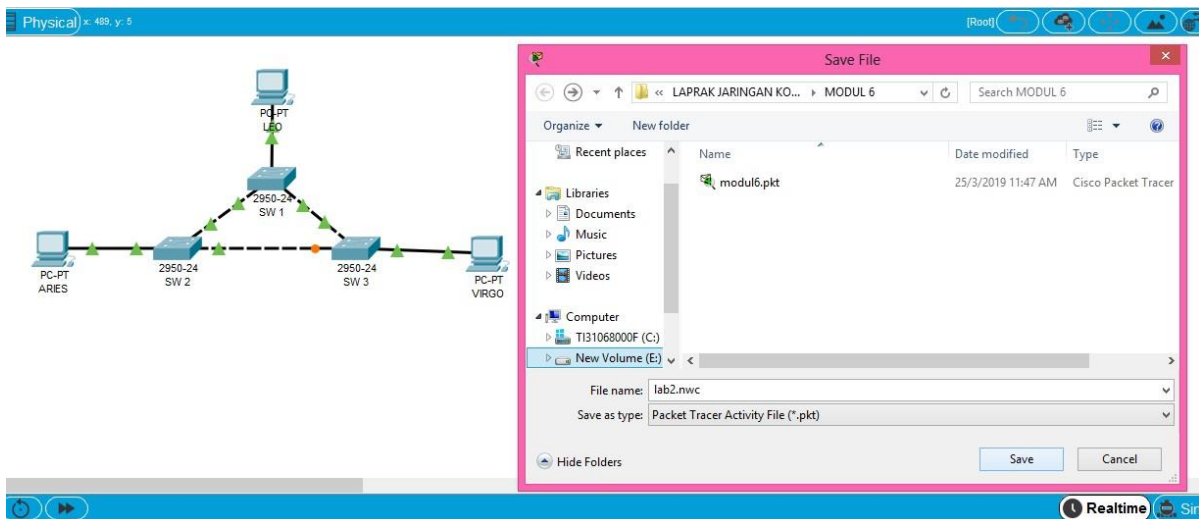 Physical x: 489, y: 5
[Root]
PC-PT
LEO
2950-24
SW 1
PC-PT
ARIES
2950-24
SW 2
2950-24
SW 3
PC-PT
VIRGO
Save File
« LAPRAK JARINGAN KO... MODUL 6
Search MODUL 6
Organize New folder
Recent places
Libraries
Documents
Music
Pictures
Videos
Computer
TI31068000F (C:)
New Volume (E:)
Name Date modified Type
modul6.pkt 25/3/2019 11:47 AM Cisco Packet Tracer
File name: lab2.nwc
Save as type: Packet Tracer Activity File (*.pkt)
Hide Folders Save Cancel
Realtime Sir